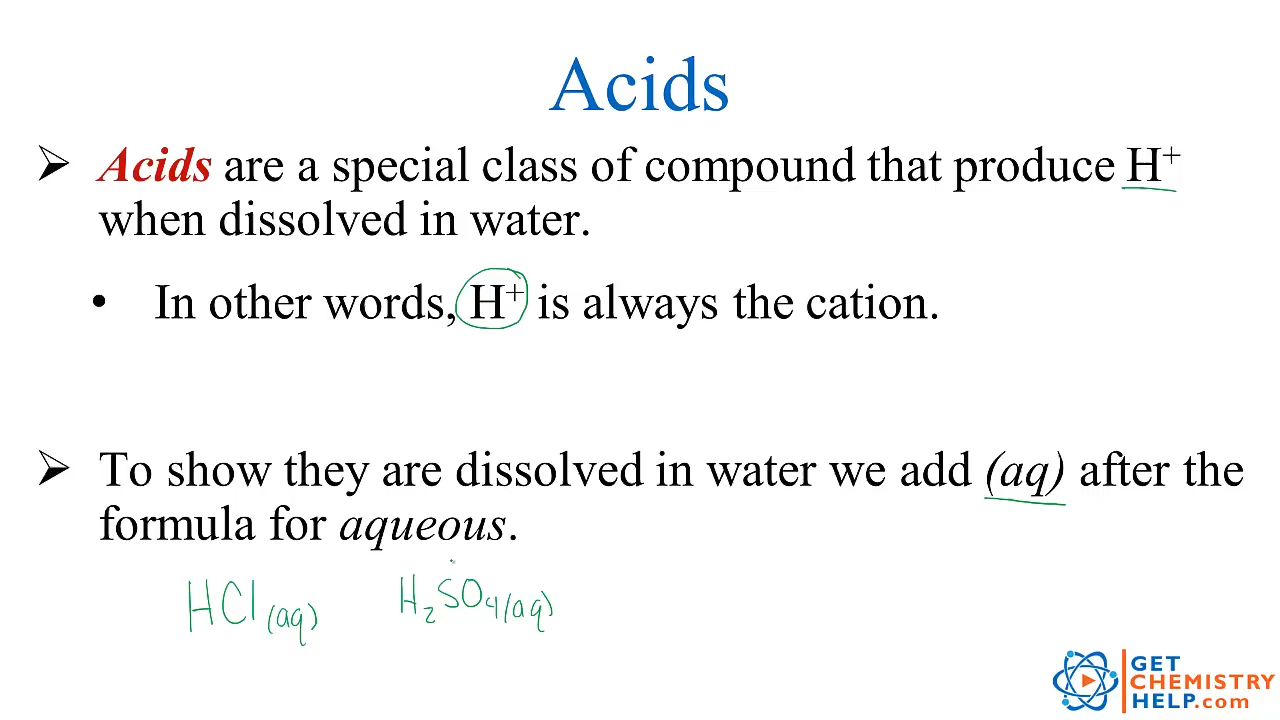 Acids
➢ Acids are a special class of compound that produce H⁺
when dissolved in water.
• In other words, H⁺ is always the cation.
➢ To show they are dissolved in water we add (aq) after the
formula for aqueous.
HCl(aq) H₂SO₄(aq)
GET
CHEMISTRY
HELP.com